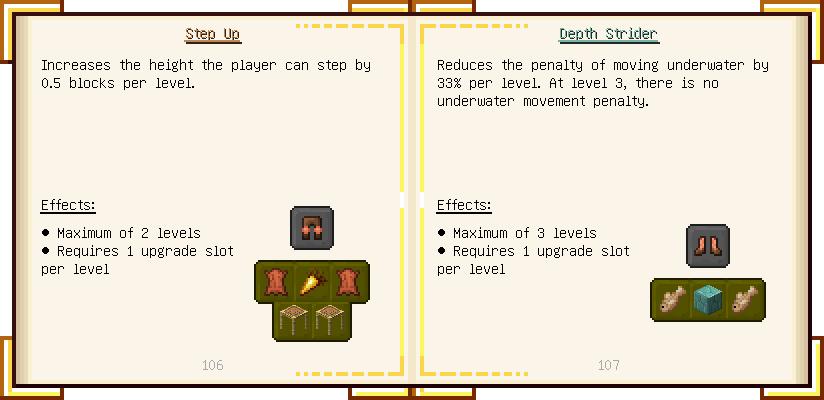 Step Up
Increases the height the player can step by
0.5 blocks per level.
Effects:
● Maximum of 2 levels
● Requires 1 upgrade slot
per level
106
Depth Strider
Reduces the penalty of moving underwater by
33% per level. At level 3, there is no
underwater movement penalty.
Effects:
● Maximum of 3 levels
● Requires 1 upgrade slot
per level
107